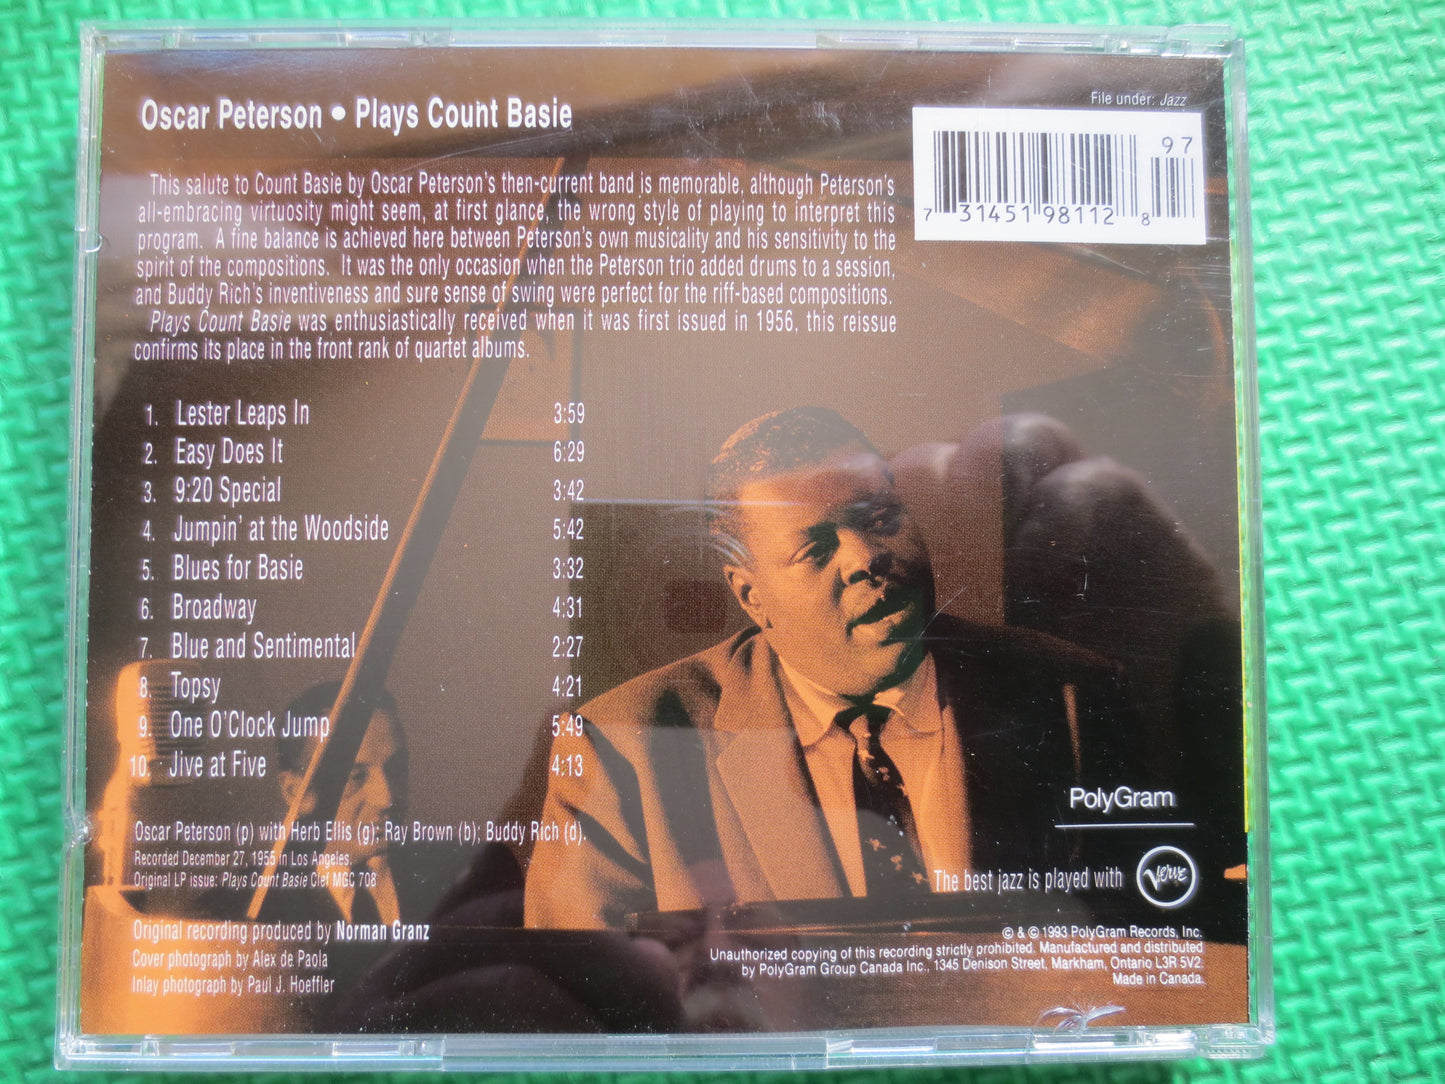 Oscar Peterson • Plays Count Basie
File under: Jazz
97
7 31451 98112 8
This salute to Count Basie by Oscar Peterson's then-current band is memorable, although Peterson's
all-embracing virtuosity might seem, at first glance, the wrong style of playing to interpret this
program. A fine balance is achieved here between Peterson's own musicality and his sensitivity to the
spirit of the compositions. It was the only occasion when the Peterson trio added drums to a session,
and Buddy Rich's inventiveness and sure sense of swing were perfect for the riff-based compositions.
Plays Count Basie was enthusiastically received when it was first issued in 1956, this reissue
confirms its place in the front rank of quartet albums.
1. Lester Leaps In 3:59
2. Easy Does It 6:29
3. 9:20 Special 3:42
4. Jumpin' at the Woodside 5:42
5. Blues for Basie 3:32
6. Broadway 4:31
7. Blue and Sentimental 2:27
8. Topsy 4:21
9. One O'Clock Jump 5:49
10. Jive at Five 4:13
Oscar Peterson (p) with Herb Ellis (g); Ray Brown (b); Buddy Rich (d).
Recorded December 27, 1955 in Los Angeles.
Original LP issue: Plays Count Basie Clef MGC 708
Original recording produced by Norman Granz
Cover photograph by Alex de Paola
Inlay photograph by Paul J. Hoeffler
PolyGram
The best jazz is played with Verve
© & © 1993 PolyGram Records, Inc.
Unauthorized copying of this recording strictly prohibited. Manufactured and distributed
by PolyGram Group Canada Inc., 1345 Denison Street, Markham, Ontario L3R 5V2.
Made in Canada.